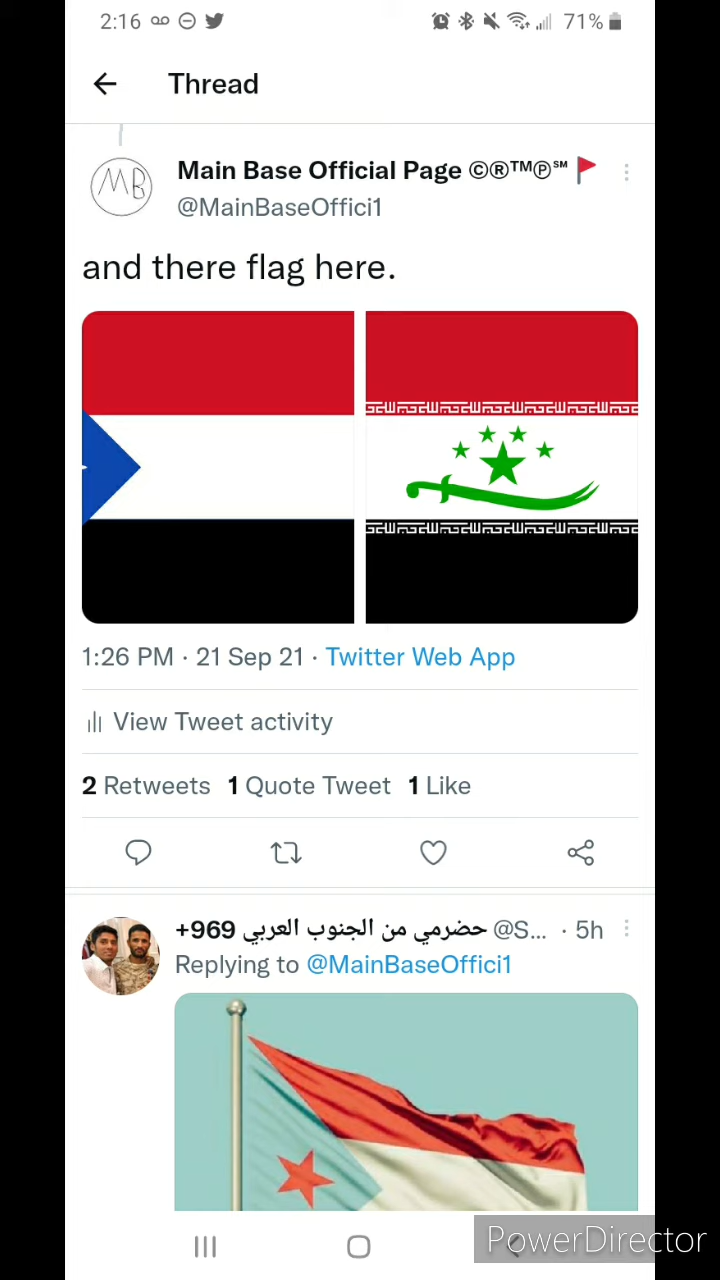 2:16
71%
Thread
MB
Main Base Official Page ©®™℗℠ 🚩
@MainBaseOffici1
and there flag here.
1:26 PM · 21 Sep 21 · Twitter Web App
View Tweet activity
2 Retweets 1 Quote Tweet 1 Like
حضرمي من الجنوب العربي 969+ @S... · 5h
Replying to @MainBaseOffici1
PowerDirector